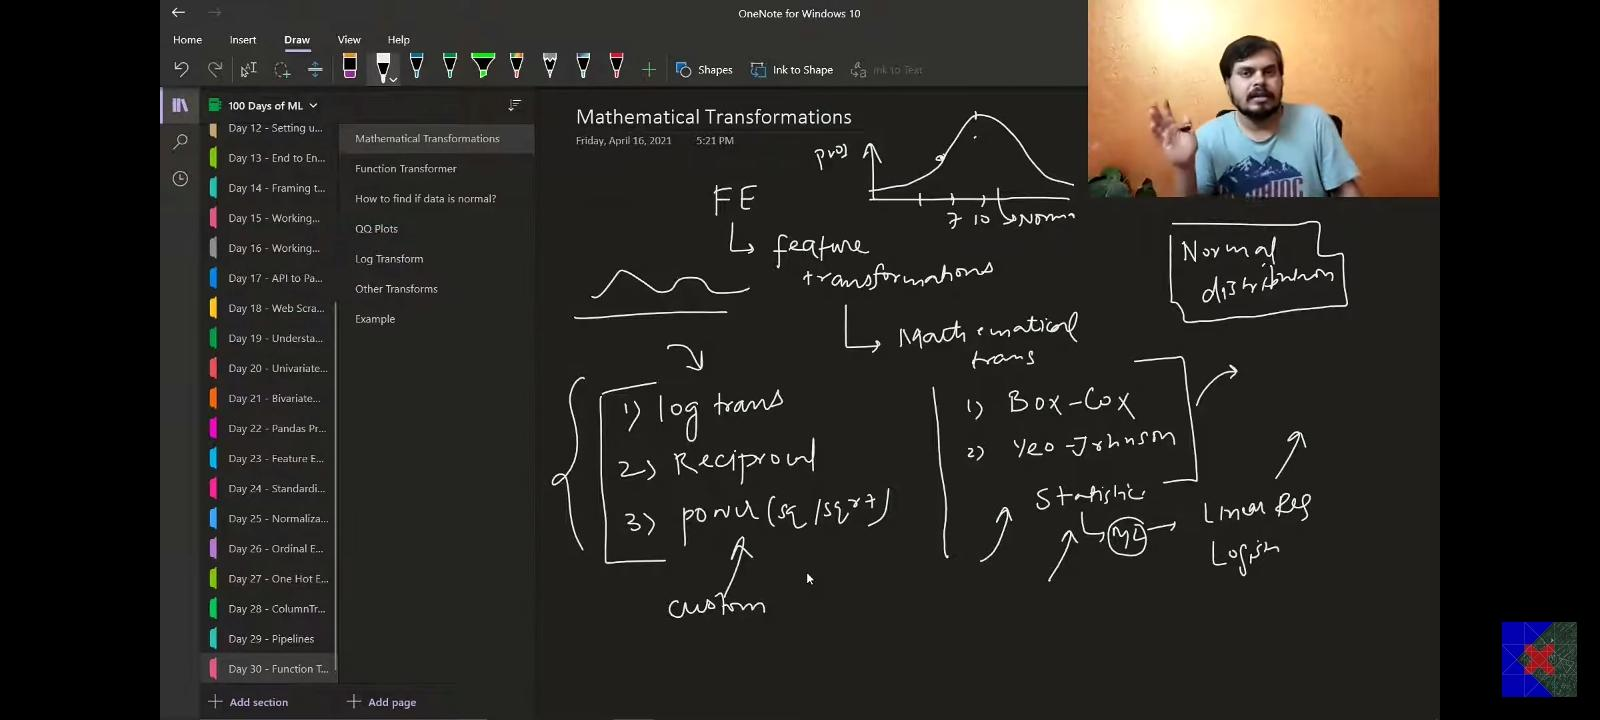 OneNote for Windows 10
Home Insert Draw View Help
Shapes Ink to Shape Ink to Text
100 Days of ML
Day 12 - Setting u...
Day 13 - End to En...
Day 14 - Framing t...
Day 15 - Working...
Day 16 - Working...
Day 17 - API to Pa...
Day 18 - Web Scra...
Day 19 - Understa...
Day 20 - Univariate...
Day 21 - Bivariate...
Day 22 - Pandas Pr...
Day 23 - Feature E...
Day 24 - Standardi...
Day 25 - Normaliza...
Day 26 - Ordinal E...
Day 27 - One Hot E...
Day 28 - ColumnTr...
Day 29 - Pipelines
Day 30 - Function T...
Add section
Mathematical Transformations
Function Transformer
How to find if data is normal?
QQ Plots
Log Transform
Other Transforms
Example
Add page
Mathematical Transformations
Friday, April 16, 2021 5:21 PM
7 10
FE
feature
transformations
Mathematical
trans
Normal
distribution
1) log trans
2) Reciprocal
3) power (sq/sqrt)
custom
1) Box-Cox
2) Yeo-Johnson
Statistic
ML
Linear Reg